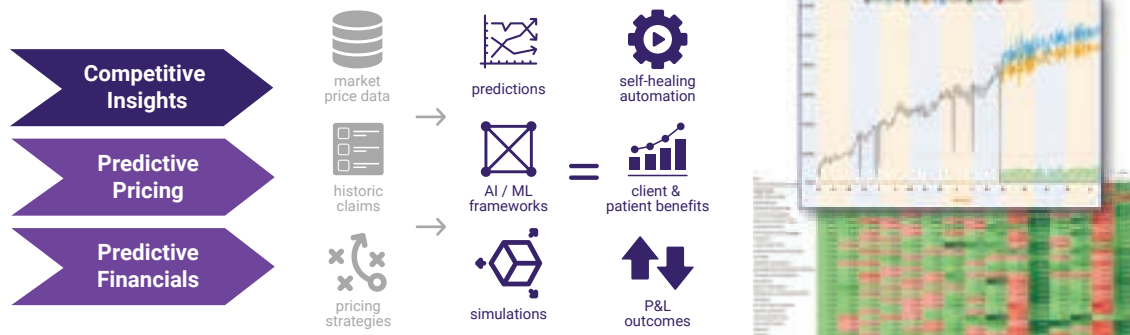 Competitive
Insights
Predictive
Pricing
Predictive
Financials
market
price data
historic
claims
pricing
strategies
predictions
AI / ML
frameworks
simulations
=
self-healing
automation
client &
patient benefits
P&L
outcomes